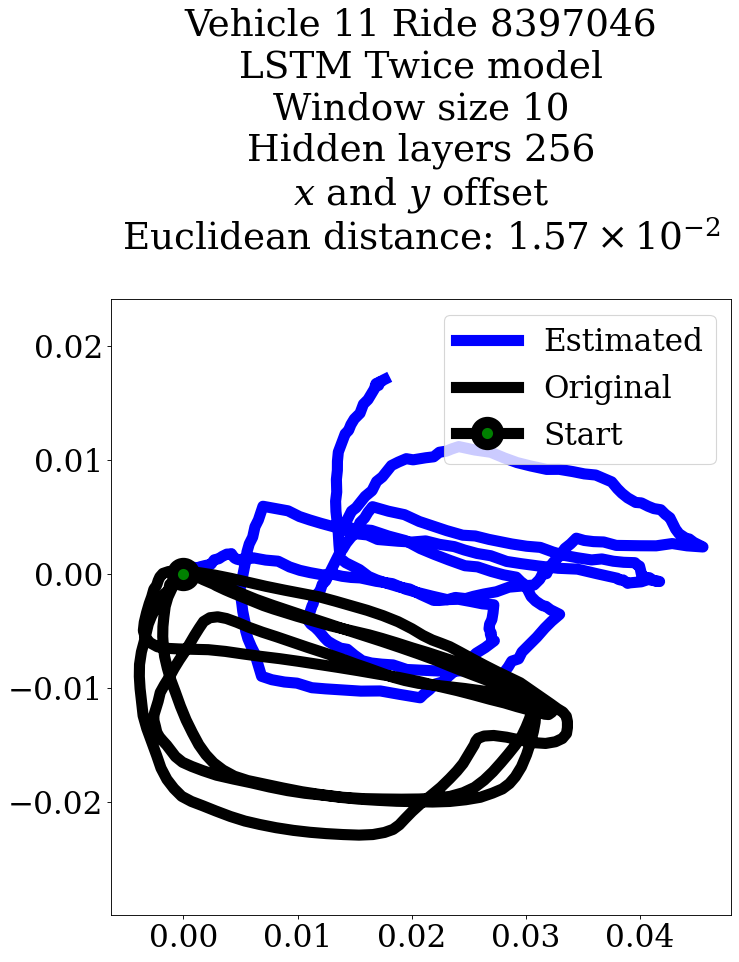 Vehicle 11 Ride 8397046
LSTM Twice model
Window size 10
Hidden layers 256
x and y offset
Euclidean distance: 1.57 × 10⁻²
Estimated
Original
Start
0.02
0.01
0.00
−0.01
−0.02
0.00 0.01 0.02 0.03 0.04